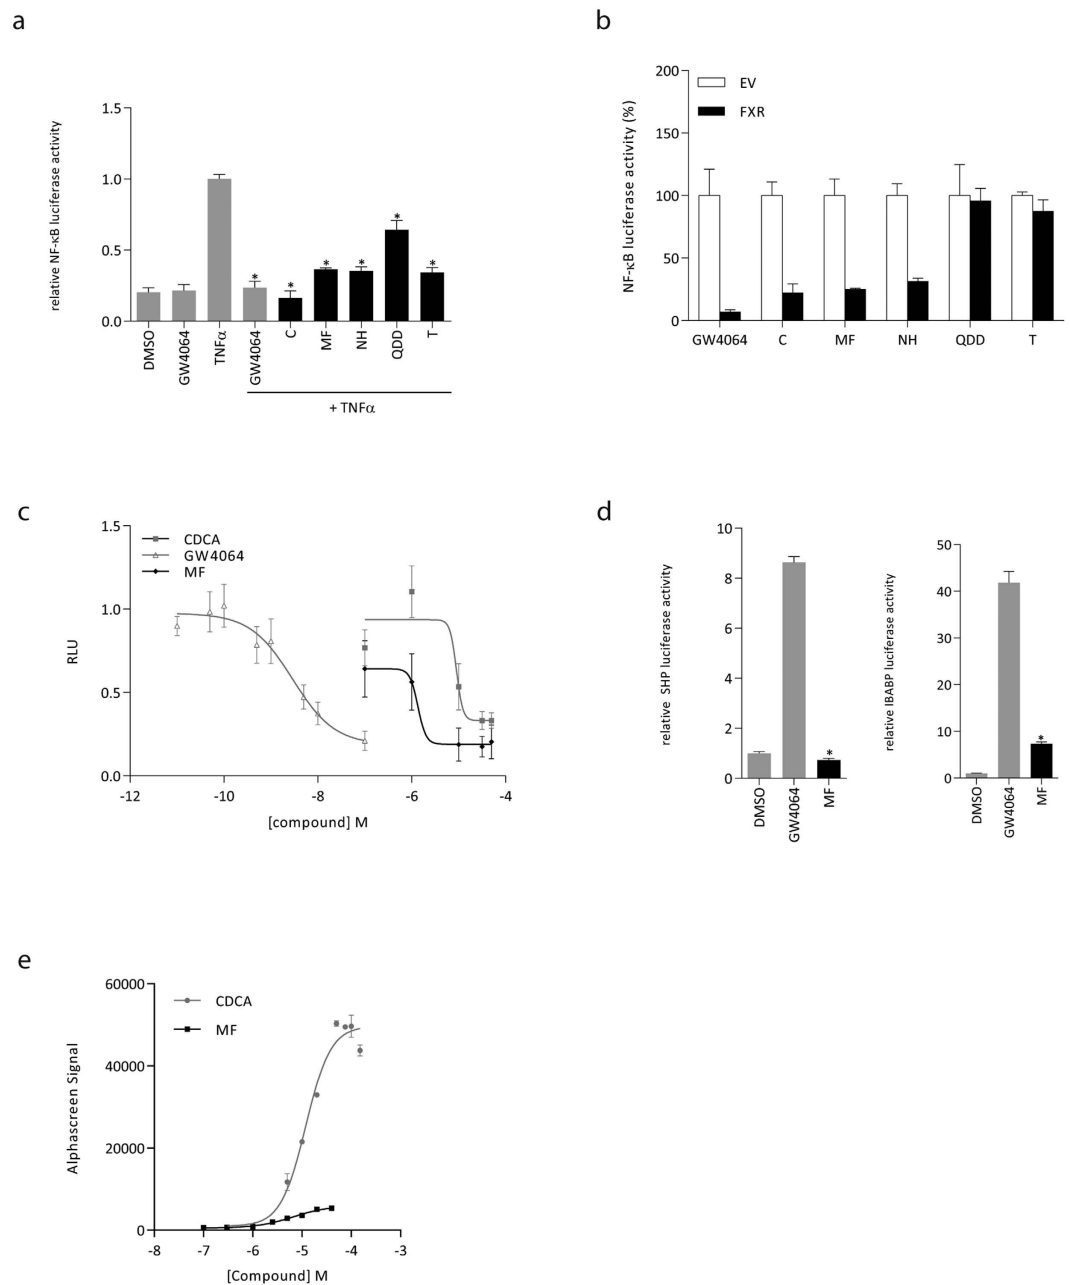 a
relative NF-κB luciferase activity
1.5
1.0
0.5
0.0
DMSO
GW4064
TNFα
GW4064
C
MF
NH
QDD
T
*
*
*
*
*
*
+ TNFα
b
NF-κB luciferase activity (%)
200
150
100
50
0
EV
FXR
GW4064 C MF NH QDD T
c
RLU
1.5
1.0
0.5
0.0
CDCA
GW4064
MF
-12 -10 -8 -6 -4
[compound] M
d
relative SHP luciferase activity
10
8
6
4
2
0
*
DMSO
GW4064
MF
relative IBABP luciferase activity
50
40
30
20
10
0
*
DMSO
GW4064
MF
e
Alphascreen Signal
60000
40000
20000
0
CDCA
MF
-8 -7 -6 -5 -4 -3
[Compound] M